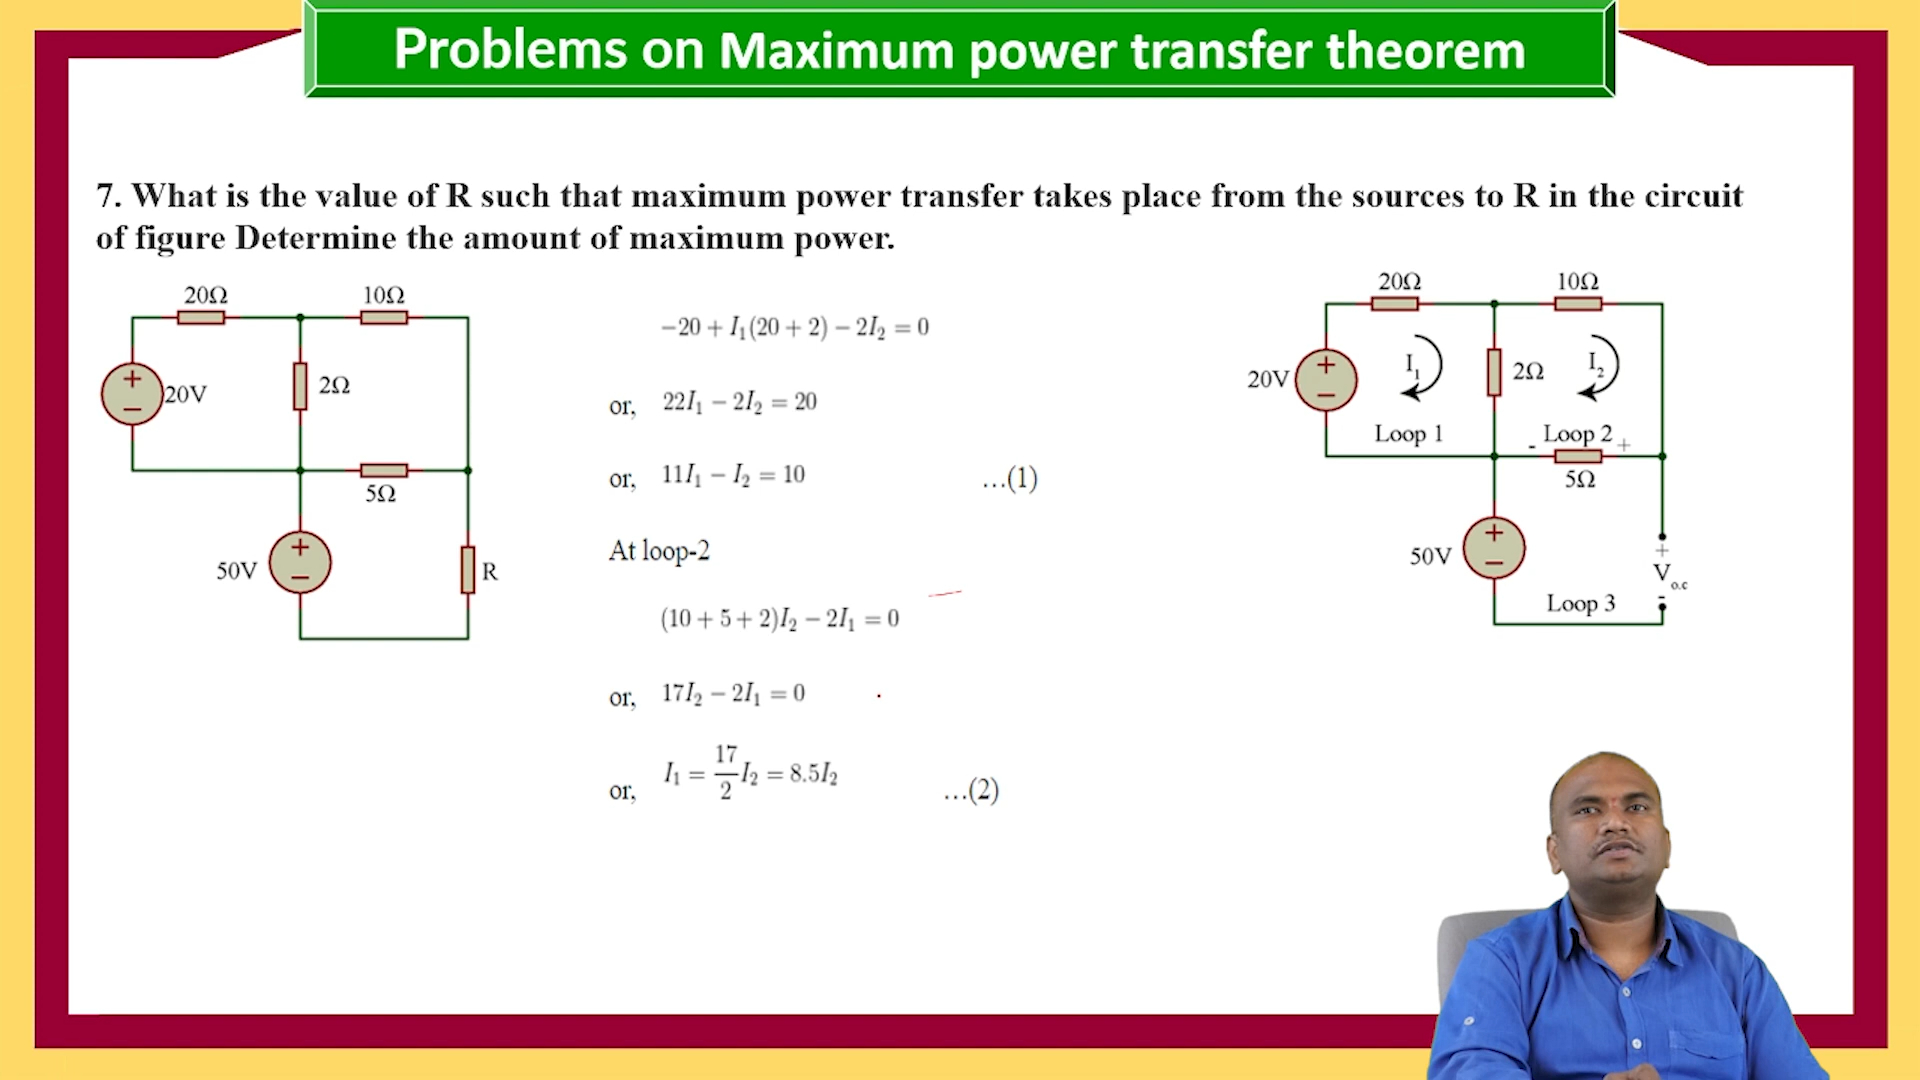 Problems on Maximum power transfer theorem
7. What is the value of R such that maximum power transfer takes place from the sources to R in the circuit
of figure Determine the amount of maximum power.
20Ω 10Ω
20V
2Ω
5Ω
50V
R
−20 + I₁(20 + 2) − 2I₂ = 0
or, 22I₁ − 2I₂ = 20
or, 11I₁ − I₂ = 10 ...(1)
At loop-2
(10 + 5 + 2)I₂ − 2I₁ = 0
or, 17I₂ − 2I₁ = 0
or, I₁ = 17/2 I₂ = 8.5I₂ ...(2)
20Ω 10Ω
20V + − I₁ 2Ω I₂
Loop 1 - Loop 2 +
5Ω
50V + −
+
V o.c
-
Loop 3